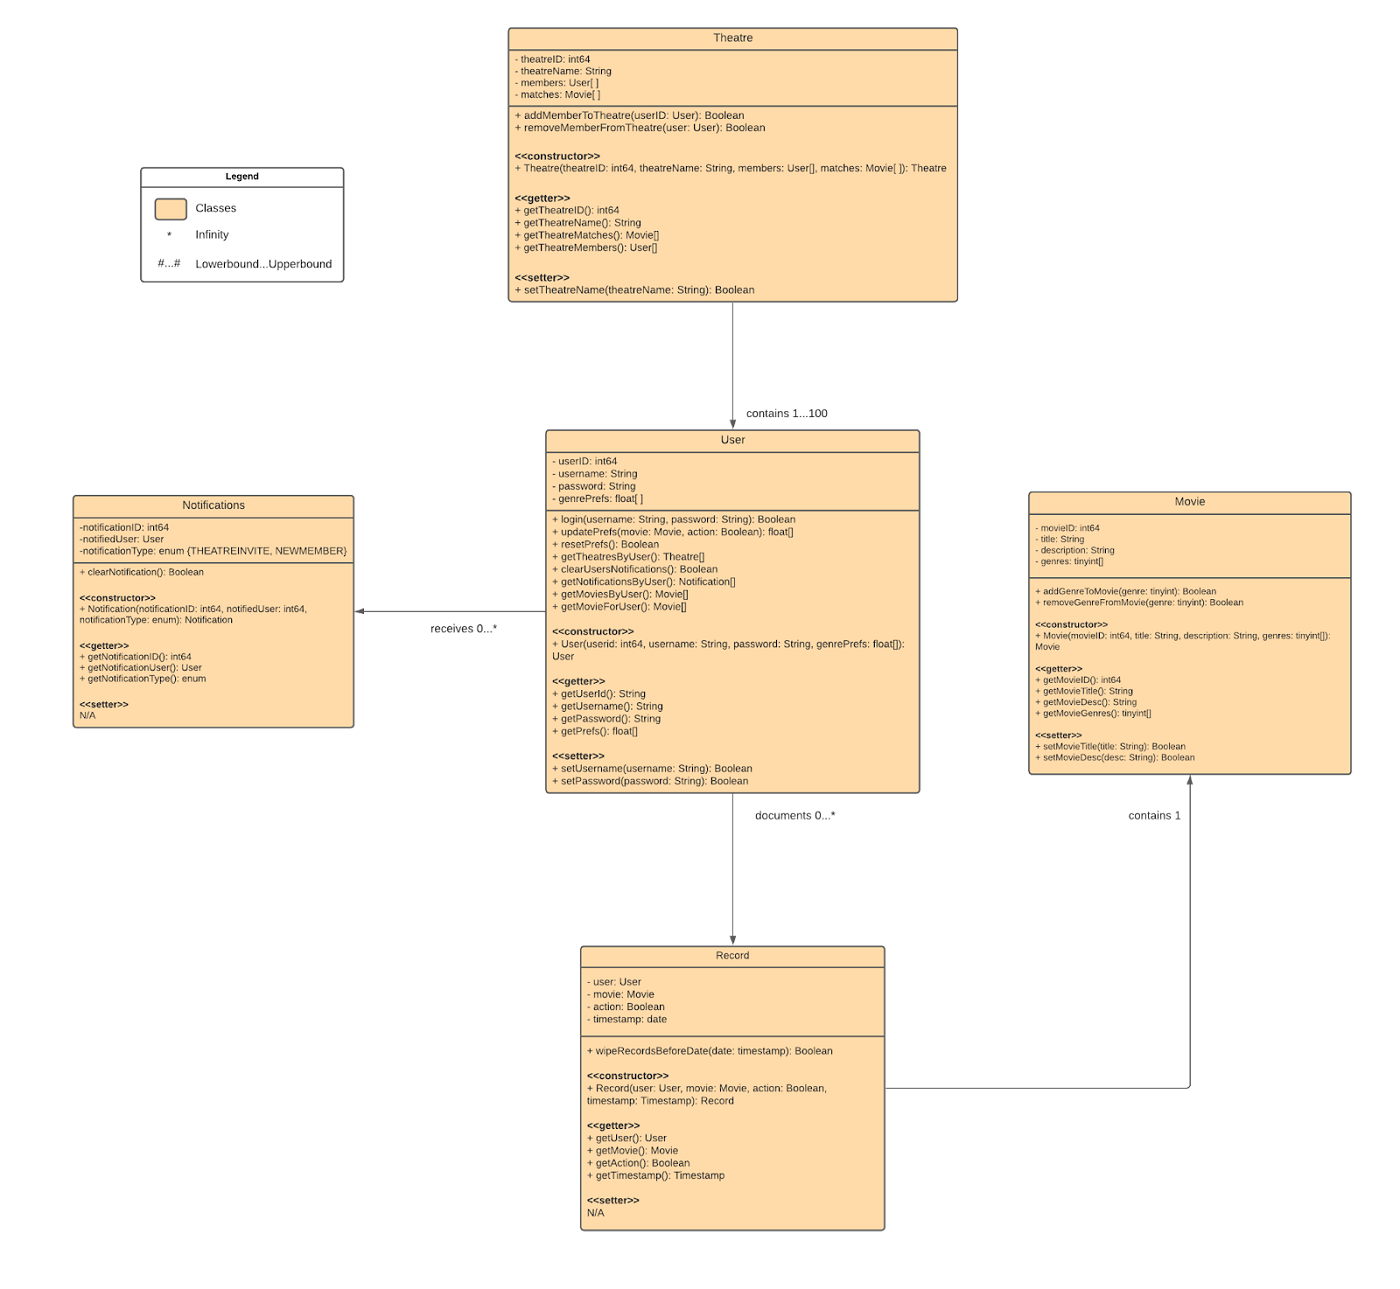 Theatre
- theatreID: int64
- theatreName: String
- members: User[ ]
- matches: Movie[ ]
+ addMemberToTheatre(userID: User): Boolean
+ removeMemberFromTheatre(user: User): Boolean
<<constructor>>
+ Theatre(theatreID: int64, theatreName: String, members: User[], matches: Movie[ ]): Theatre
<<getter>>
+ getTheatreID(): int64
+ getTheatreName(): String
+ getTheatreMatches(): Movie[]
+ getTheatreMembers(): User[]
<<setter>>
+ setTheatreName(theatreName: String): Boolean
Legend
Classes
* Infinity
#...# Lowerbound...Upperbound
contains 1...100
User
- userID: int64
- username: String
- password: String
- genrePrefs: float[ ]
+ login(username: String, password: String): Boolean
+ updatePrefs(movie: Movie, action: Boolean): float[]
+ resetPrefs(): Boolean
+ getTheatresByUser(): Theatre[]
+ clearUsersNotifications(): Boolean
+ getNotificationsByUser(): Notification[]
+ getMoviesByUser(): Movie[]
+ getMovieForUser(): Movie[]
<<constructor>>
+ User(userid: int64, username: String, password: String, genrePrefs: float[]):
User
<<getter>>
+ getUserId(): String
+ getUsername(): String
+ getPassword(): String
+ getPrefs(): float[]
<<setter>>
+ setUsername(username: String): Boolean
+ setPassword(password: String): Boolean
Notifications
-notificationID: int64
-notifiedUser: User
-notificationType: enum {THEATREINVITE, NEWMEMBER}
+ clearNotification(): Boolean
<<constructor>>
+ Notification(notificationID: int64, notifiedUser: int64,
notificationType: enum): Notification
<<getter>>
+ getNotificationID(): int64
+ getNotificationUser(): User
+ getNotificationType(): enum
<<setter>>
N/A
receives 0...*
Movie
- movieID: int64
- title: String
- description: String
- genres: tinyint[]
+ addGenreToMovie(genre: tinyint): Boolean
+ removeGenreFromMovie(genre: tinyint): Boolean
<<constructor>>
+ Movie(movieID: int64, title: String, description: String, genres: tinyint[]):
Movie
<<getter>>
+ getMovieID(): int64
+ getMovieTitle(): String
+ getMovieDesc(): String
+ getMovieGenres(): tinyint[]
<<setter>>
+ setMovieTitle(title: String): Boolean
+ setMovieDesc(desc: String): Boolean
documents 0...*
contains 1
Record
- user: User
- movie: Movie
- action: Boolean
- timestamp: date
+ wipeRecordsBeforeDate(date: timestamp): Boolean
<<constructor>>
+ Record(user: User, movie: Movie, action: Boolean,
timestamp: Timestamp): Record
<<getter>>
+ getUser(): User
+ getMovie(): Movie
+ getAction(): Boolean
+ getTimestamp(): Timestamp
<<setter>>
N/A